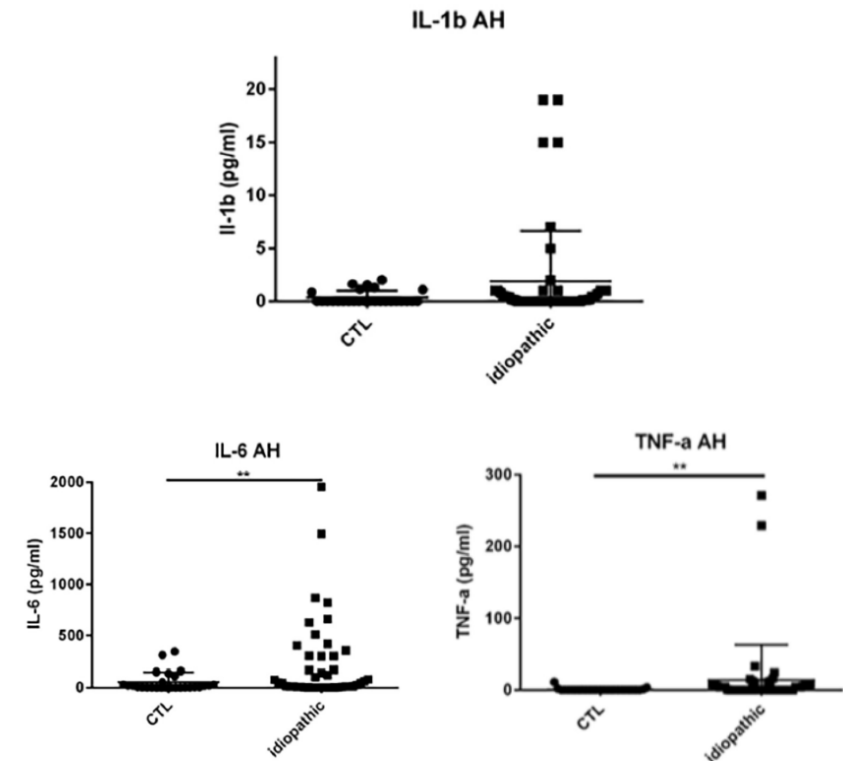 IL-1b AH
Il-1b (pg/ml)
20
15
10
5
0
CTL
idiopathic
IL-6 AH
**
IL-6 (pg/ml)
2000
1500
1000
500
0
CTL
idiopathic
TNF-a AH
**
TNF-a (pg/ml)
300
200
100
0
CTL
idiopathic